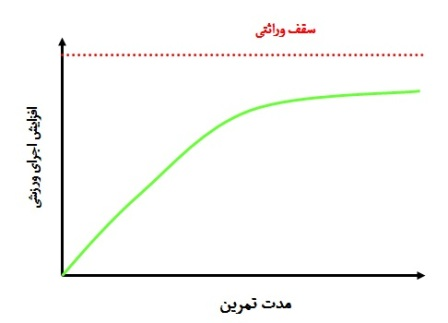 سقف وراثتی
افزایش اجرای ورزشی
مدت تمرین